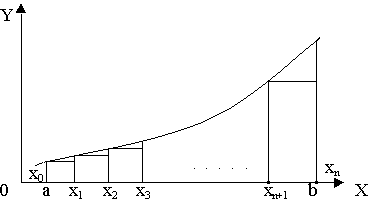 Y
x₀ xₙ
0 a x₁ x₂ x₃ . . . . . xₙ₊₁ b X